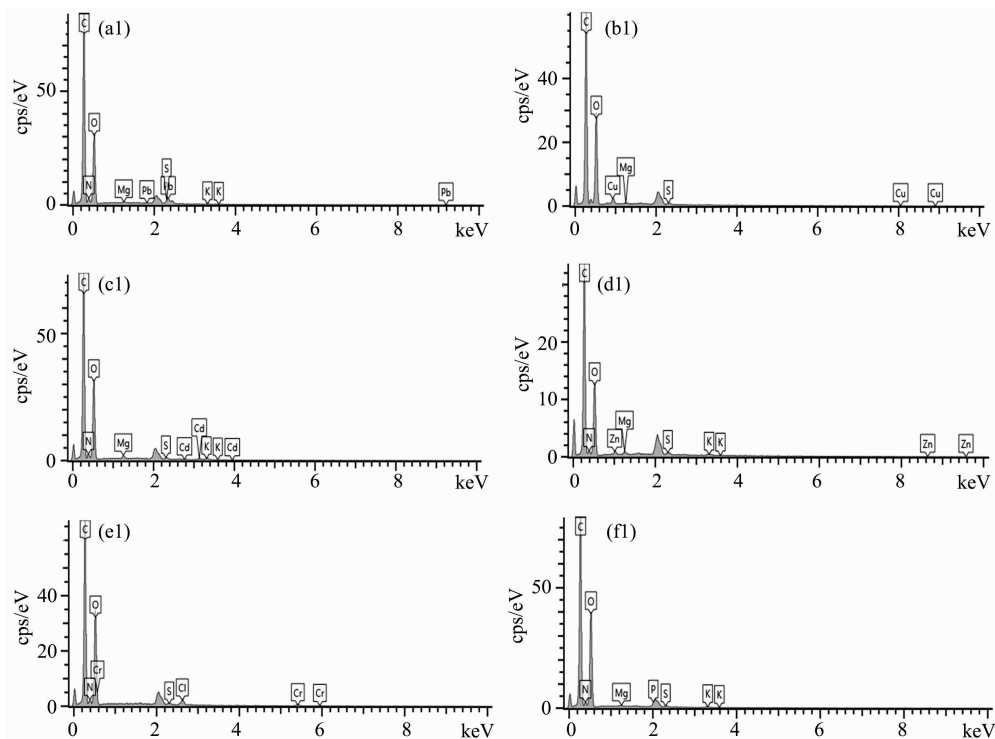 C (a1)
cps/eV
50
O
S
N Mg Pb Pb K K Pb
0
0 2 4 6 8 keV
C (b1)
cps/eV
40
O
20
Mg
Cu S Cu Cu
0
0 2 4 6 8 keV
C (c1)
cps/eV
50
O
Cd
N Mg S Cd K K Cd
0
0 2 4 6 8 keV
C (d1)
cps/eV
20
O
10
Mg
N Zn S K K Zn Zn
0
0 2 4 6 8 keV
C (e1)
cps/eV
40
O
20
Cr
N S Cl Cr Cr
0
0 2 4 6 8 keV
C (f1)
cps/eV
50
O
N Mg P S K K
0
0 2 4 6 8 keV